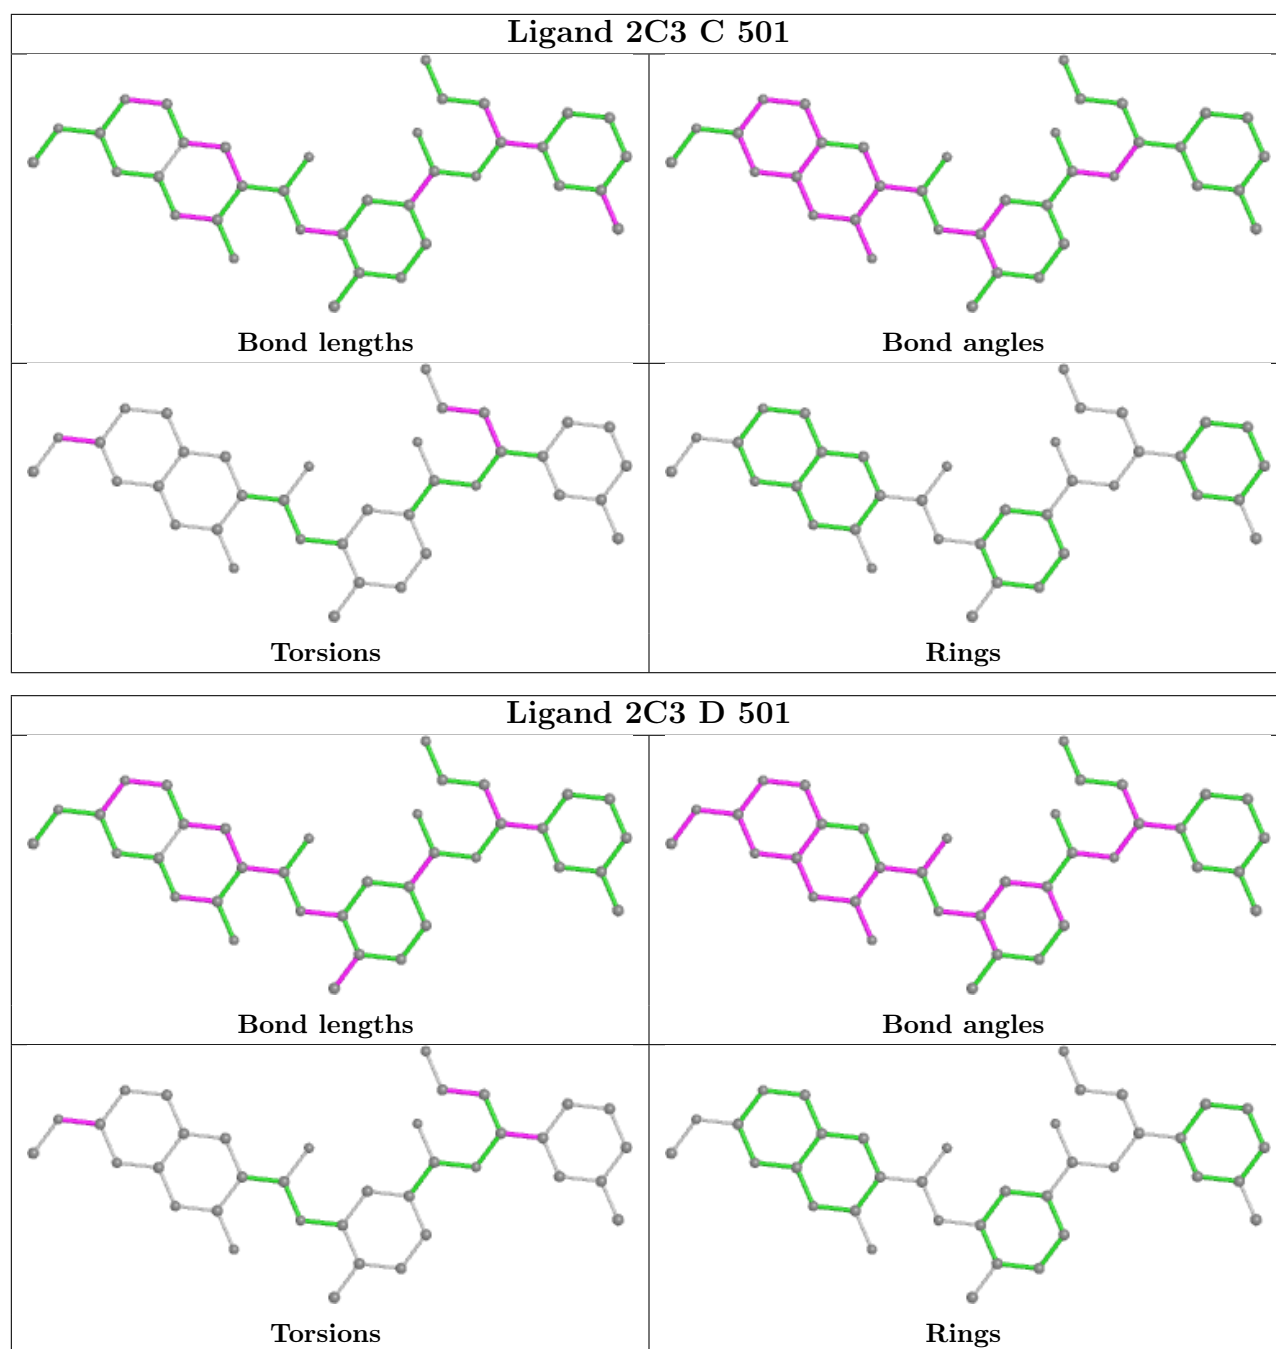 Ligand 2C3 C 501
Bond lengths
Bond angles
Torsions
Rings
Ligand 2C3 D 501
Bond lengths
Bond angles
Torsions
Rings